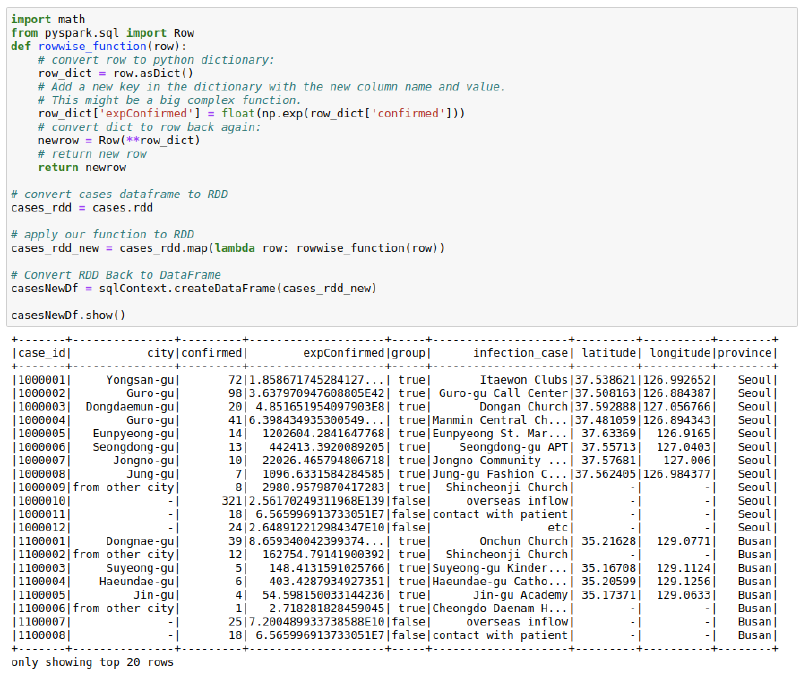 import math
from pyspark.sql import Row
def rowwise_function(row):
    # convert row to python dictionary:
    row_dict = row.asDict()
    # Add a new key in the dictionary with the new column name and value.
    # This might be a big complex function.
    row_dict['expConfirmed'] = float(np.exp(row_dict['confirmed']))
    # convert dict to row back again:
    newrow = Row(**row_dict)
    # return new row
    return newrow

# convert cases dataframe to RDD
cases_rdd = cases.rdd

# apply our function to RDD
cases_rdd_new = cases_rdd.map(lambda row: rowwise_function(row))

# Convert RDD Back to DataFrame
casesNewDf = sqlContext.createDataFrame(cases_rdd_new)

casesNewDf.show()
+-------+---------------+---------+--------------------+-----+--------------------+---------+----------+--------+
|case_id|           city|confirmed|        expConfirmed|group|      infection_case| latitude| longitude|province|
+-------+---------------+---------+--------------------+-----+--------------------+---------+----------+--------+
|1000001|     Yongsan-gu|       72|1.858671745284127...| true|       Itaewon Clubs|37.538621|126.992652|   Seoul|
|1000002|        Guro-gu|       98|3.637970947608805E42| true| Guro-gu Call Center|37.508163|126.884387|   Seoul|
|1000003|  Dongdaemun-gu|       20| 4.851651954097903E8| true|       Dongan Church|37.592888|127.056766|   Seoul|
|1000004|        Guro-gu|       41|6.398434935300549...| true|Manmin Central Ch...|37.481059|126.894343|   Seoul|
|1000005|   Eunpyeong-gu|       14|  1202604.2841647768| true|Eunpyeong St. Mar...| 37.63369|  126.9165|   Seoul|
|1000006|   Seongdong-gu|       13|   442413.3920089205| true|    Seongdong-gu APT| 37.55713|  127.0403|   Seoul|
|1000007|      Jongno-gu|       10|  22026.465794806718| true|Jongno Community ...| 37.57681|   127.006|   Seoul|
|1000008|        Jung-gu|        7|  1096.6331584284585| true|Jung-gu Fashion C...|37.562405|126.984377|   Seoul|
|1000009|from other city|        8|  2980.9579870417283| true|  Shincheonji Church|        -|         -|   Seoul|
|1000010|              -|      321|2.56170249311968E139|false|     overseas inflow|        -|         -|   Seoul|
|1000011|              -|       18| 6.565996913733051E7|false|contact with patient|        -|         -|   Seoul|
|1000012|              -|       24|2.648912212984347E10|false|                 etc|        -|         -|   Seoul|
|1100001|     Dongnae-gu|       39|8.659340042399374...| true|       Onchun Church| 35.21628|  129.0771|   Busan|
|1100002|from other city|       12|  162754.79141900392| true|  Shincheonji Church|        -|         -|   Busan|
|1100003|     Suyeong-gu|        5|   148.4131591025766| true|Suyeong-gu Kinder...| 35.16708|  129.1124|   Busan|
|1100004|    Haeundae-gu|        6|   403.4287934927351| true|Haeundae-gu Catho...| 35.20599|  129.1256|   Busan|
|1100005|         Jin-gu|        4|  54.598150033144236| true|      Jin-gu Academy| 35.17371|  129.0633|   Busan|
|1100006|from other city|        1|   2.718281828459045| true|Cheongdo Daenam H...|        -|         -|   Busan|
|1100007|              -|       25|7.200489933738588E10|false|     overseas inflow|        -|         -|   Busan|
|1100008|              -|       18| 6.565996913733051E7|false|contact with patient|        -|         -|   Busan|
+-------+---------------+---------+--------------------+-----+--------------------+---------+----------+--------+
only showing top 20 rows